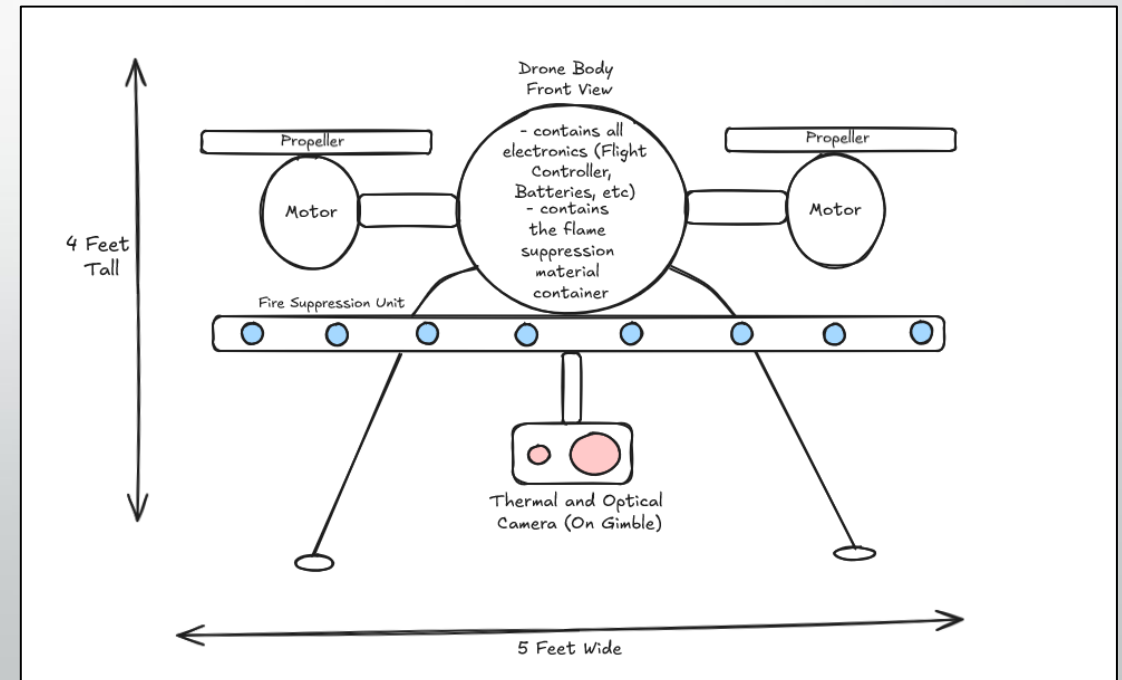 Drone Body
Front View
Propeller
Propeller
- contains all
electronics (Flight
Controller,
Batteries, etc)
- contains
the flame
suppression
material
container
Motor
Motor
4 Feet
Tall
Fire Suppression Unit
Thermal and Optical
Camera (On Gimble)
5 Feet Wide